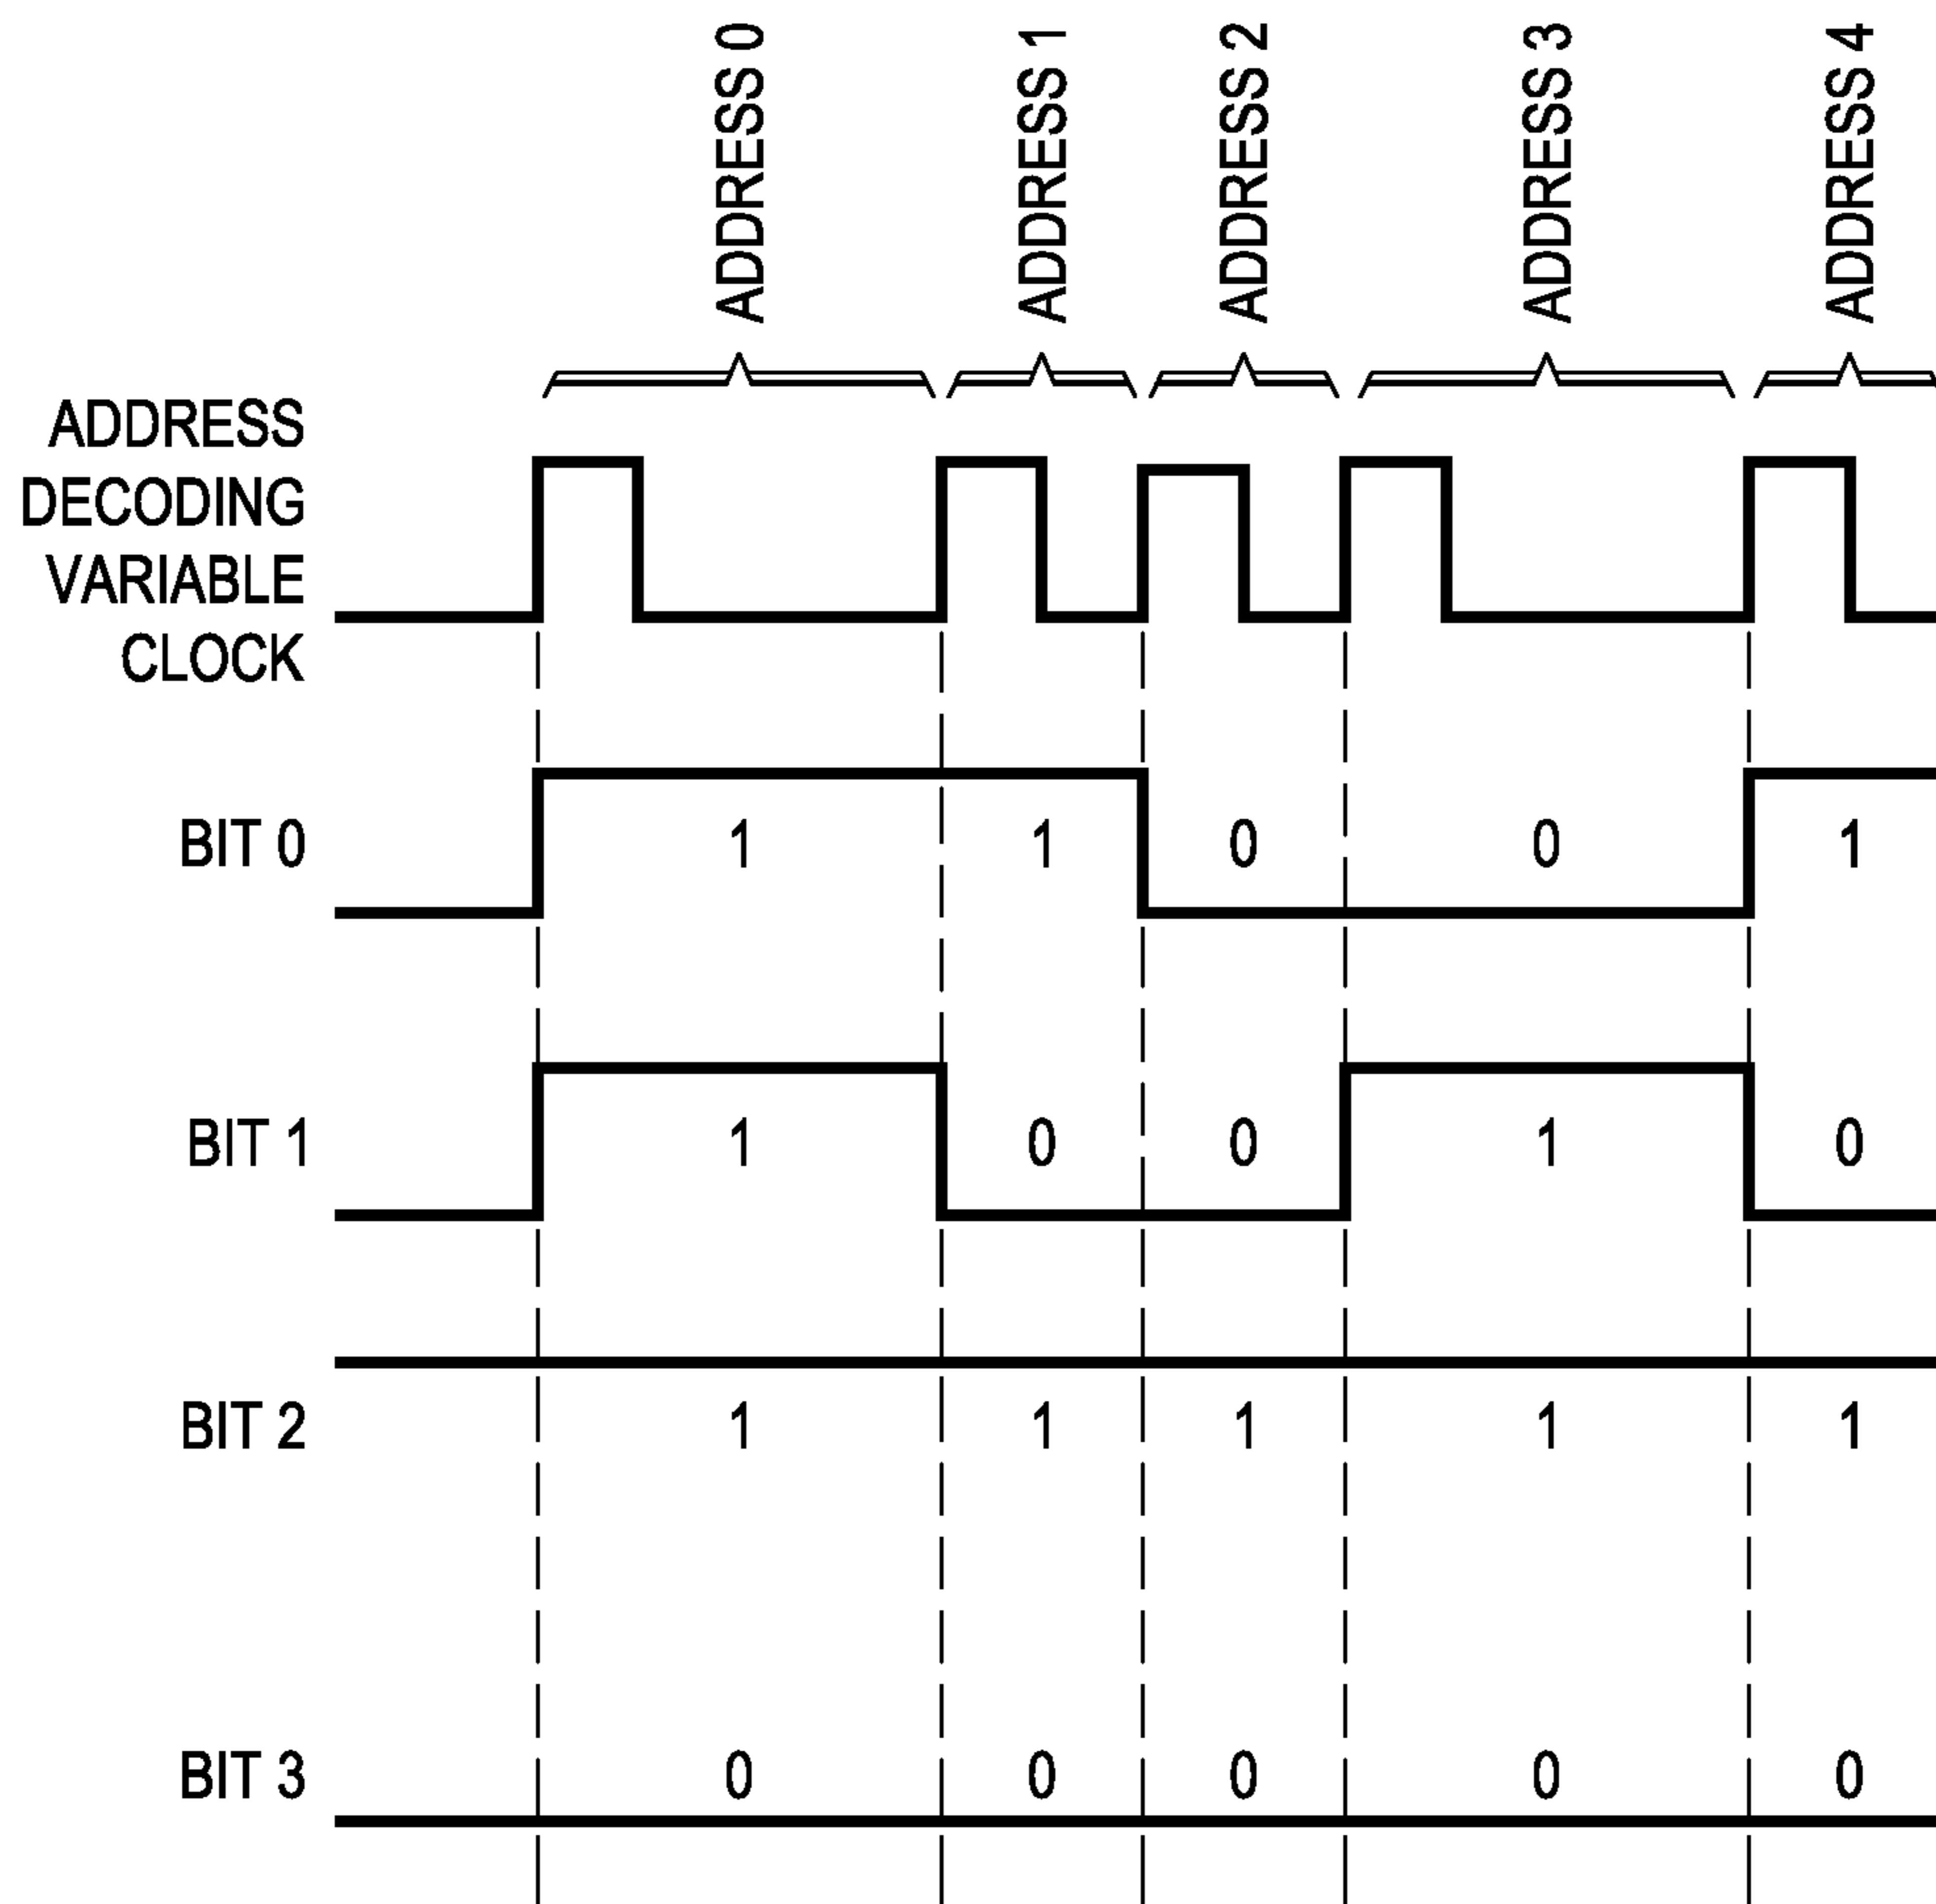 ADDRESS 0
ADDRESS 1
ADDRESS 2
ADDRESS 3
ADDRESS 4
ADDRESS
DECODING
VARIABLE
CLOCK
BIT 0 1 1 0 0 1
BIT 1 1 0 0 1 0
BIT 2 1 1 1 1 1
BIT 3 0 0 0 0 0